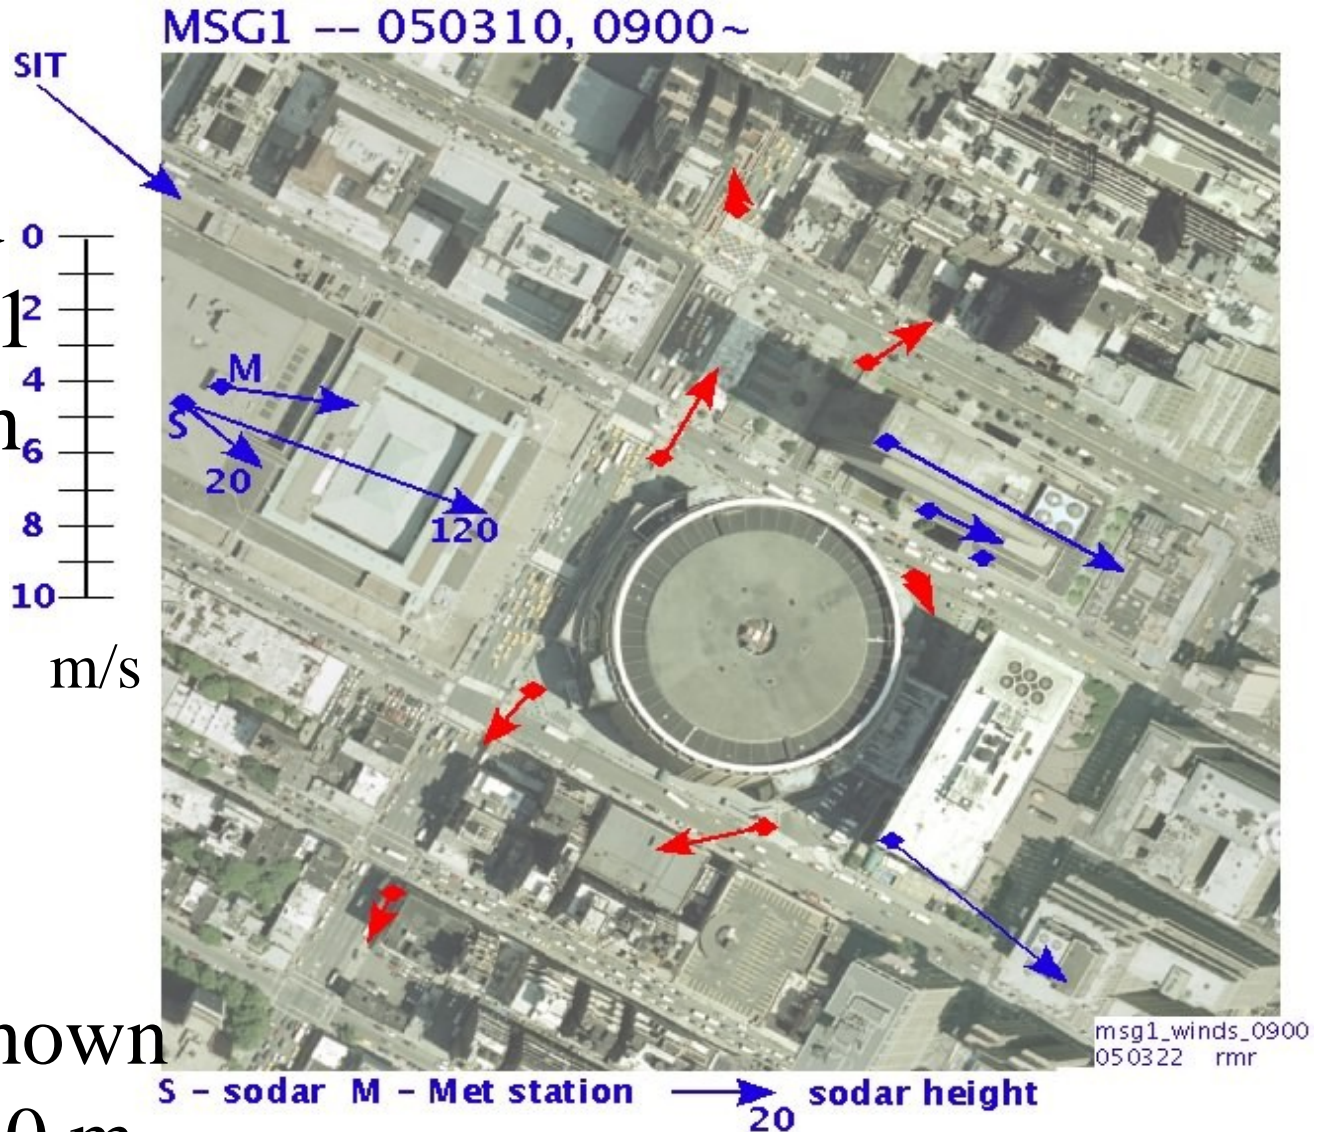 MSG1 -- 050310, 0900~
SIT
0
2
4
6
8
10
m/s
M
S
20
120
msg1_winds_0900
050322 rmr
S - sodar M - Met station sodar height
20